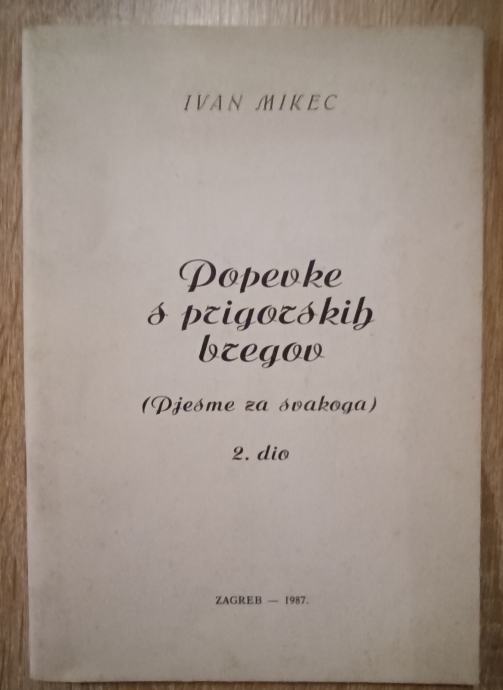 IVAN MIKEC
Popevke
s prigorskih
bregov
(Pjesme za svakoga)
2. dio
ZAGREB — 1987.